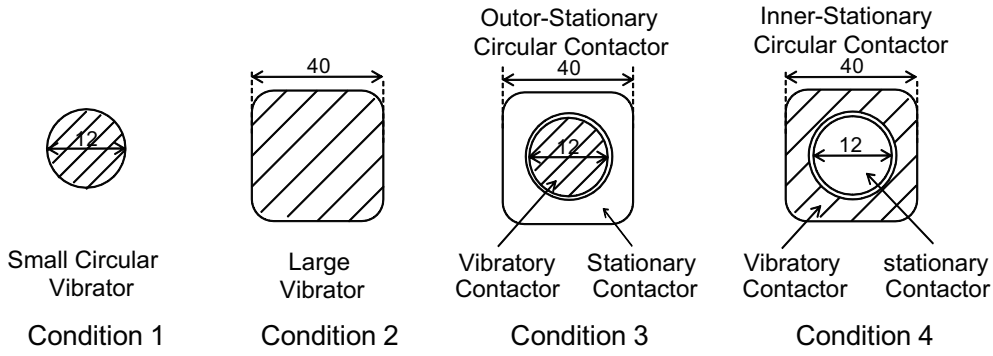 Outor-Stationary
Circular Contactor
Inner-Stationary
Circular Contactor
40
40
40
12
12
12
Small Circular
Vibrator
Large
Vibrator
Vibratory
Contactor
Stationary
Contactor
Vibratory
Contactor
stationary
Contactor
Condition 1
Condition 2
Condition 3
Condition 4